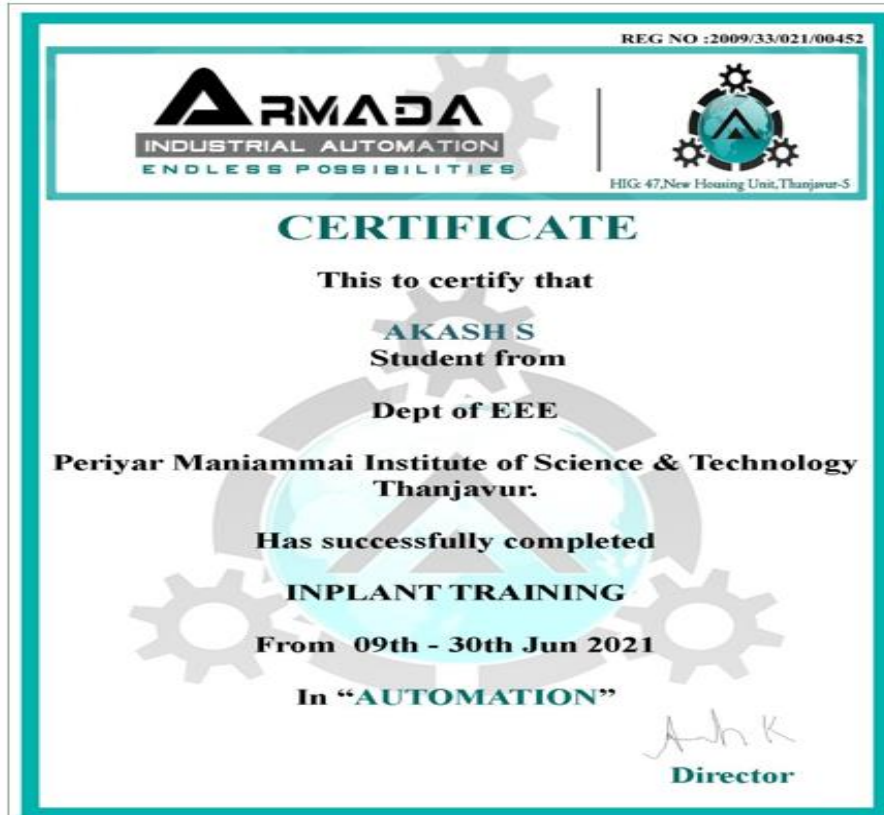 REG NO :2009/33/021/00452
ARMADA
INDUSTRIAL AUTOMATION
ENDLESS POSSIBILITIES
HIG: 47,New Housing Unit,Thanjavur-5
CERTIFICATE
This to certify that
AKASH S
Student from
Dept of EEE
Periyar Maniammai Institute of Science & Technology
Thanjavur.
Has successfully completed
INPLANT TRAINING
From 09th - 30th Jun 2021
In “AUTOMATION”
Director